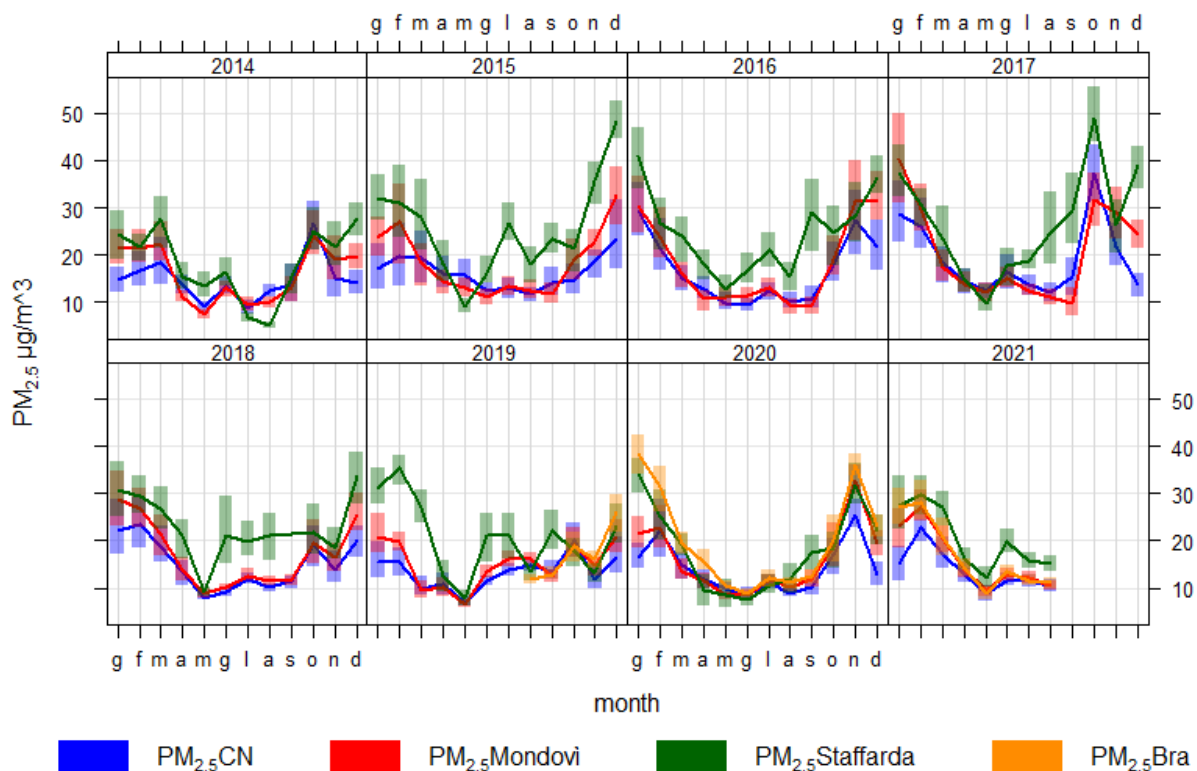 g f m a m g l a s o n d g f m a m g l a s o n d
2014 2015 2016 2017
50
40
30
20
10
2018 2019 2020 2021
50
40
30
20
10
PM2.5 µg/m^3
g f m a m g l a s o n d g f m a m g l a s o n d
month
PM2.5CN PM2.5Mondovì PM2.5Staffarda PM2.5Bra